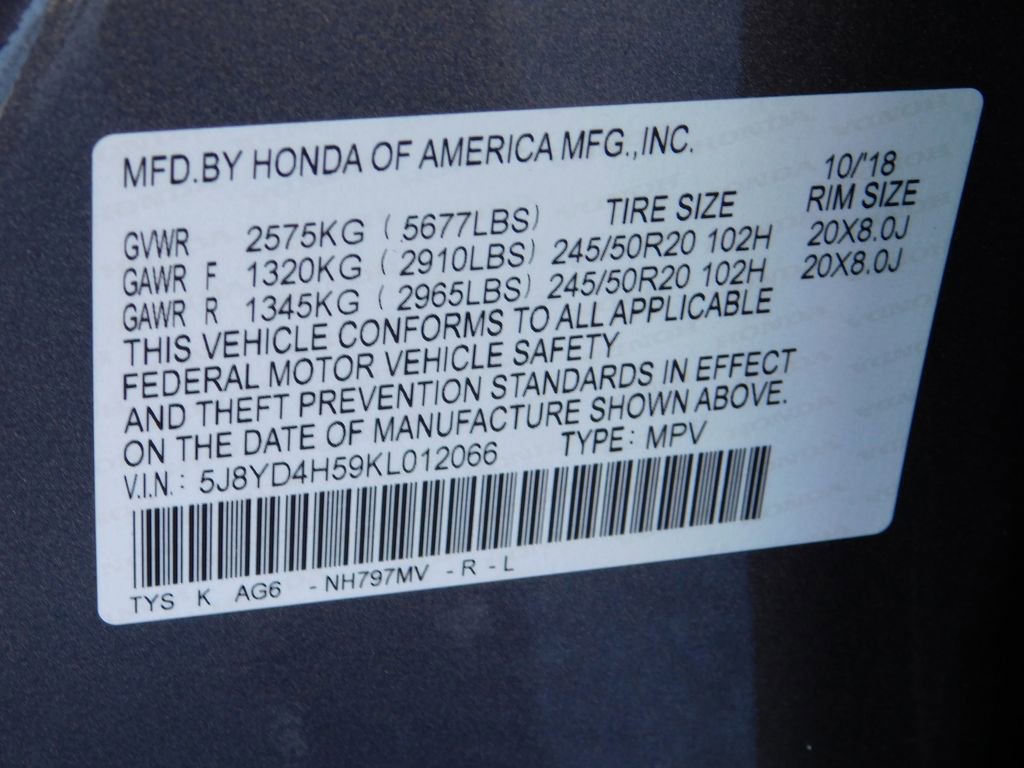 MFD.BY HONDA OF AMERICA MFG.,INC.
10/'18
TIRE SIZE RIM SIZE
GVWR 2575KG ( 5677LBS)
GAWR F 1320KG ( 2910LBS) 245/50R20 102H 20X8.0J
GAWR R 1345KG ( 2965LBS) 245/50R20 102H 20X8.0J
THIS VEHICLE CONFORMS TO ALL APPLICABLE
FEDERAL MOTOR VEHICLE SAFETY
AND THEFT PREVENTION STANDARDS IN EFFECT
ON THE DATE OF MANUFACTURE SHOWN ABOVE.
V.I.N.: 5J8YD4H59KL012066 TYPE: MPV
TYS K AG6 -NH797MV -R -L